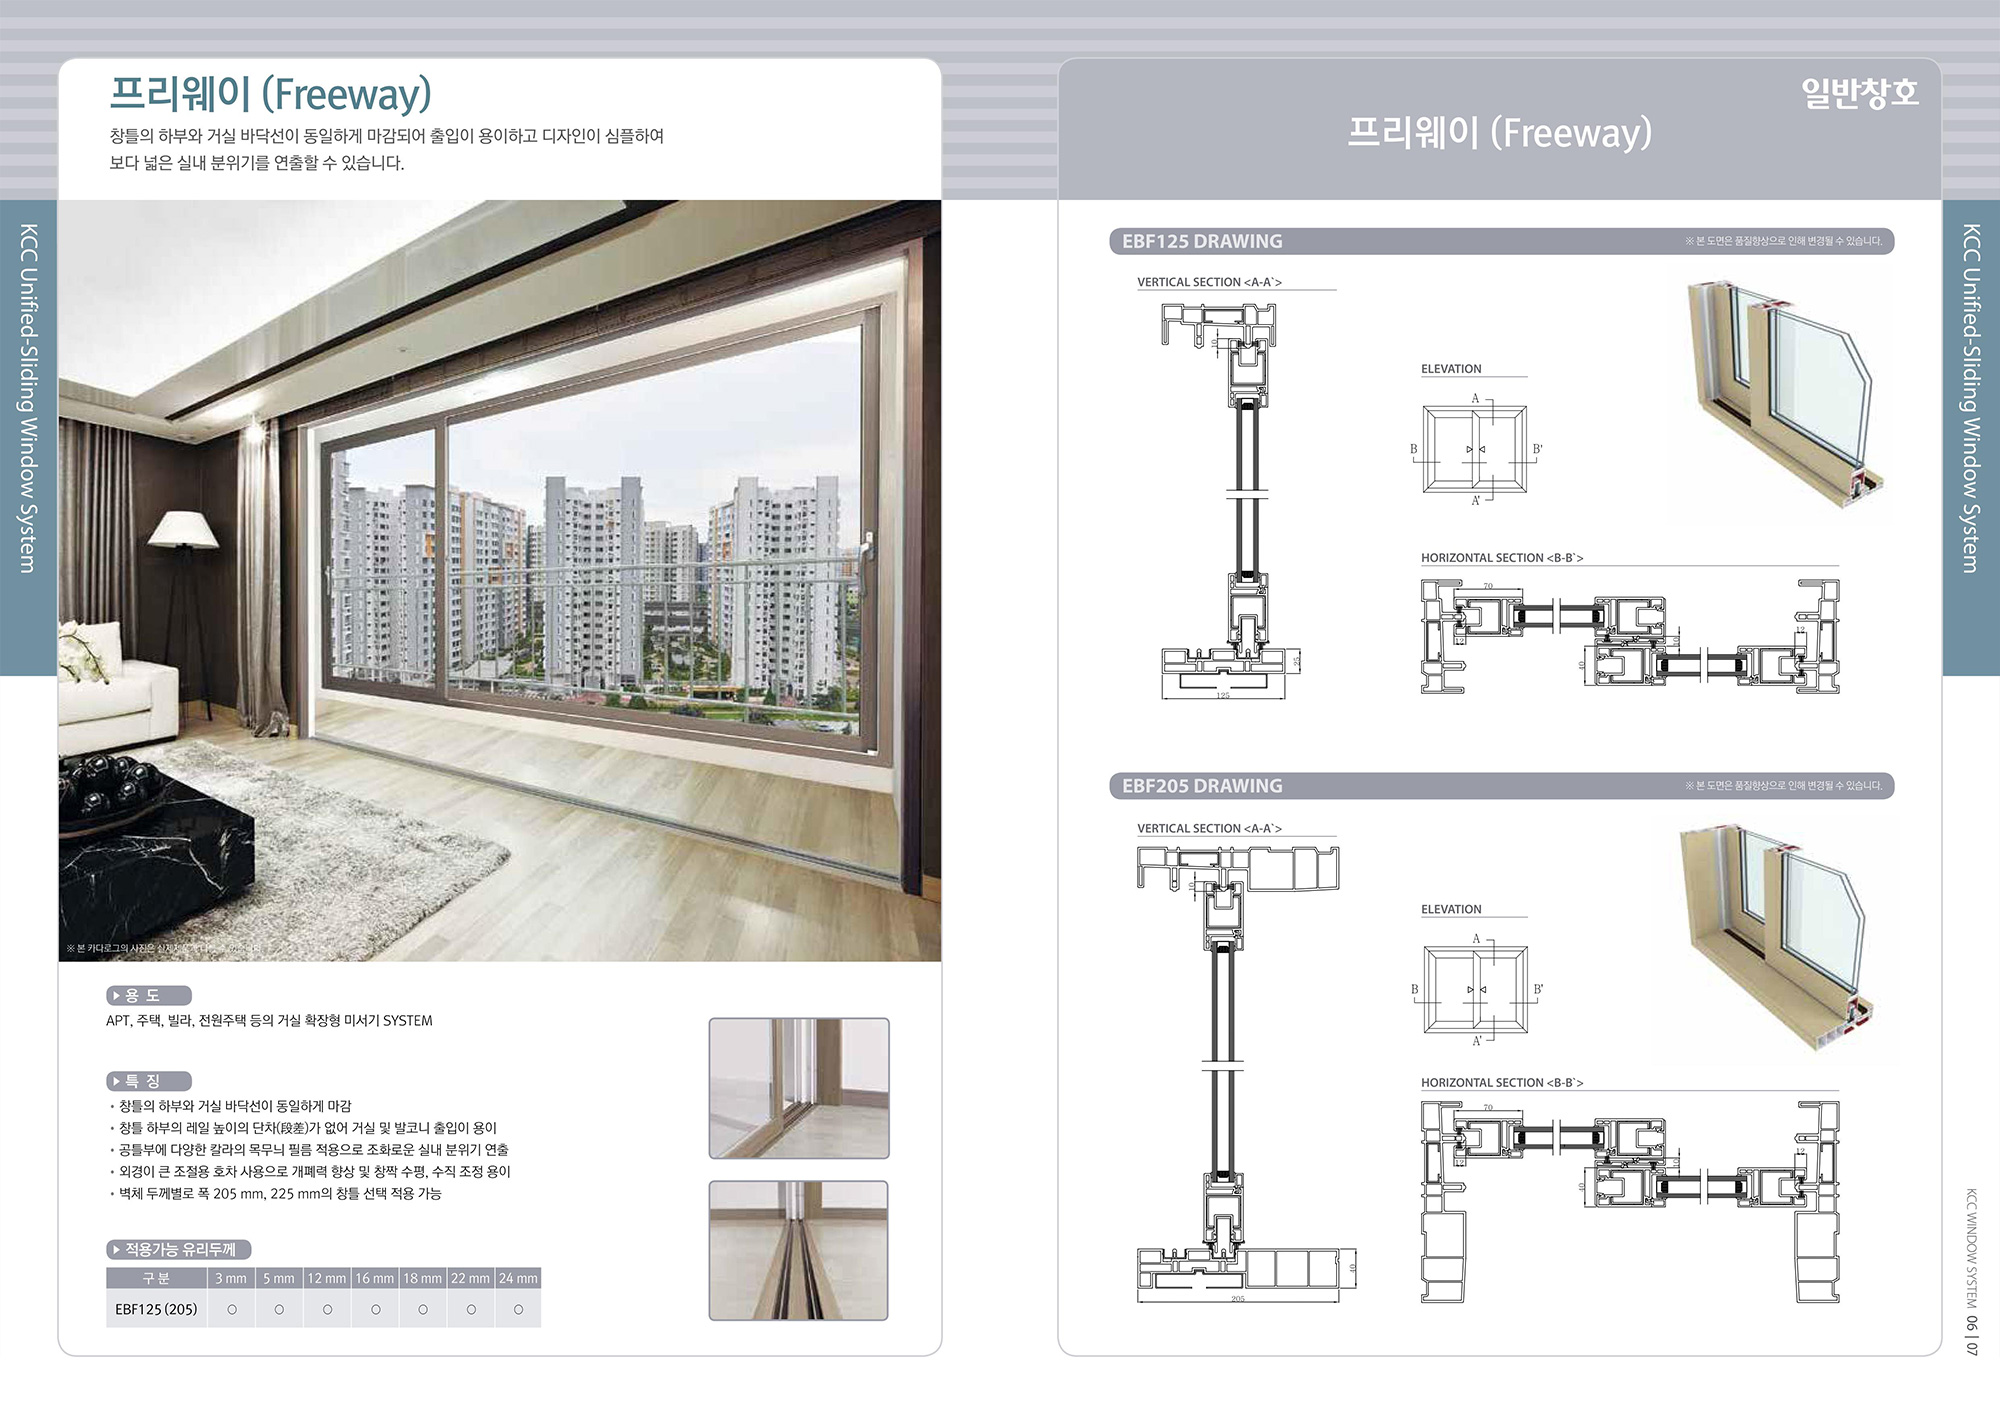 프리웨이 (Freeway)
창틀의 하부와 거실 바닥선이 동일하게 마감되어 출입이 용이하고 디자인이 심플하여
보다 넓은 실내 분위기를 연출할 수 있습니다.
KCC Unified-Sliding Window System
※ 본 카다로그의 사진은
용 도
APT, 주택, 빌라, 전원주택 등의 거실 확장형 미서기 SYSTEM
특 징
• 창틀의 하부와 거실 바닥선이 동일하게 마감
• 창틀 하부의 레일 높이의 단차(段差)가 없어 거실 및 발코니 출입이 용이
• 공틀부에 다양한 칼라의 목무늬 필름 적용으로 조화로운 실내 분위기 연출
• 외경이 큰 조절용 호차 사용으로 개폐력 향상 및 창짝 수평, 수직 조정 용이
• 벽체 두께별로 폭 205 mm, 225 mm의 창틀 선택 적용 가능
적용가능 유리두께
구 분 3 mm 5 mm 12 mm 16 mm 18 mm 22 mm 24 mm
EBF125 (205) ○ ○ ○ ○ ○ ○ ○
일반창호
프리웨이 (Freeway)
EBF125 DRAWING
※ 본 도면은 품질향상으로 인해 변경될 수 있습니다.
VERTICAL SECTION <A-A`>
10
25
125
ELEVATION
A
B B'
A'
HORIZONTAL SECTION <B-B`>
70
12
10
12
40
EBF205 DRAWING
※ 본 도면은 품질향상으로 인해 변경될 수 있습니다.
VERTICAL SECTION <A-A`>
10
40
205
ELEVATION
A
B B'
A'
HORIZONTAL SECTION <B-B`>
70
12
10
12
40
KCC Unified-Sliding Window System
KCC WINDOW SYSTEM 06 | 07